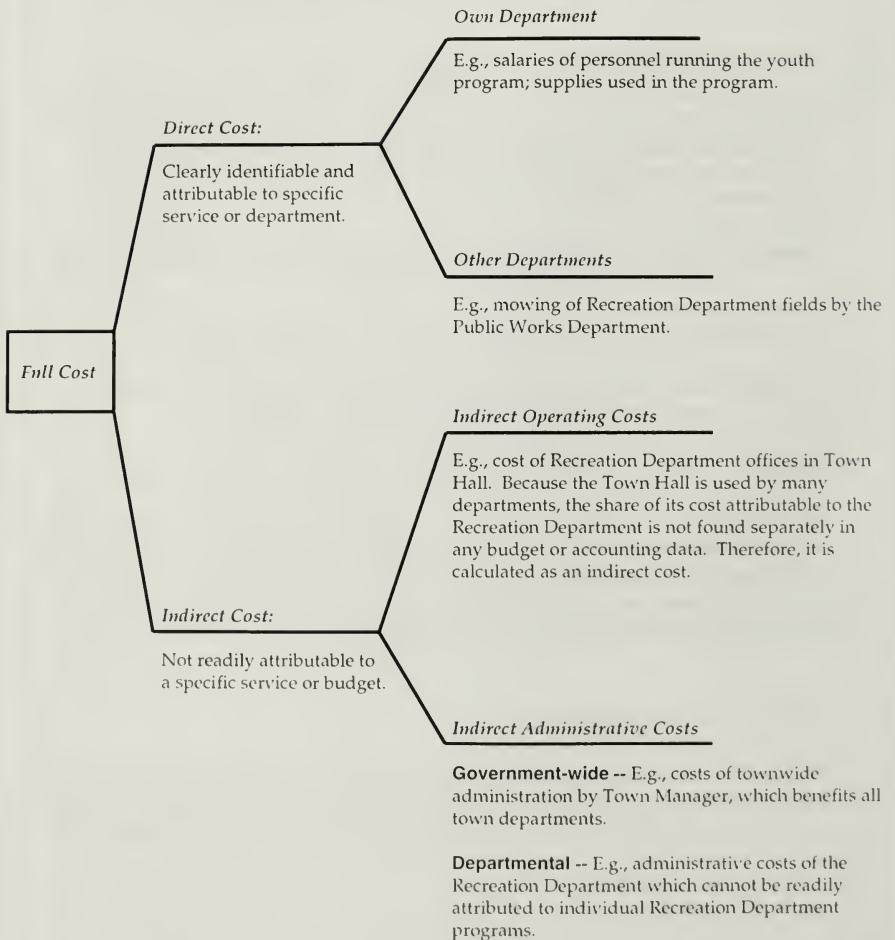 Own Department
E.g., salaries of personnel running the youth
program; supplies used in the program.
Direct Cost:
Clearly identifiable and
attributable to specific
service or department.
Other Departments
E.g., mowing of Recreation Department fields by the
Public Works Department.
Full Cost
Indirect Operating Costs
E.g., cost of Recreation Department offices in Town
Hall. Because the Town Hall is used by many
departments, the share of its cost attributable to the
Recreation Department is not found separately in
any budget or accounting data. Therefore, it is
calculated as an indirect cost.
Indirect Cost:
Not readily attributable to
a specific service or budget.
Indirect Administrative Costs
Government-wide -- E.g., costs of townwide
administration by Town Manager, which benefits all
town departments.
Departmental -- E.g., administrative costs of the
Recreation Department which cannot be readily
attributed to individual Recreation Department
programs.